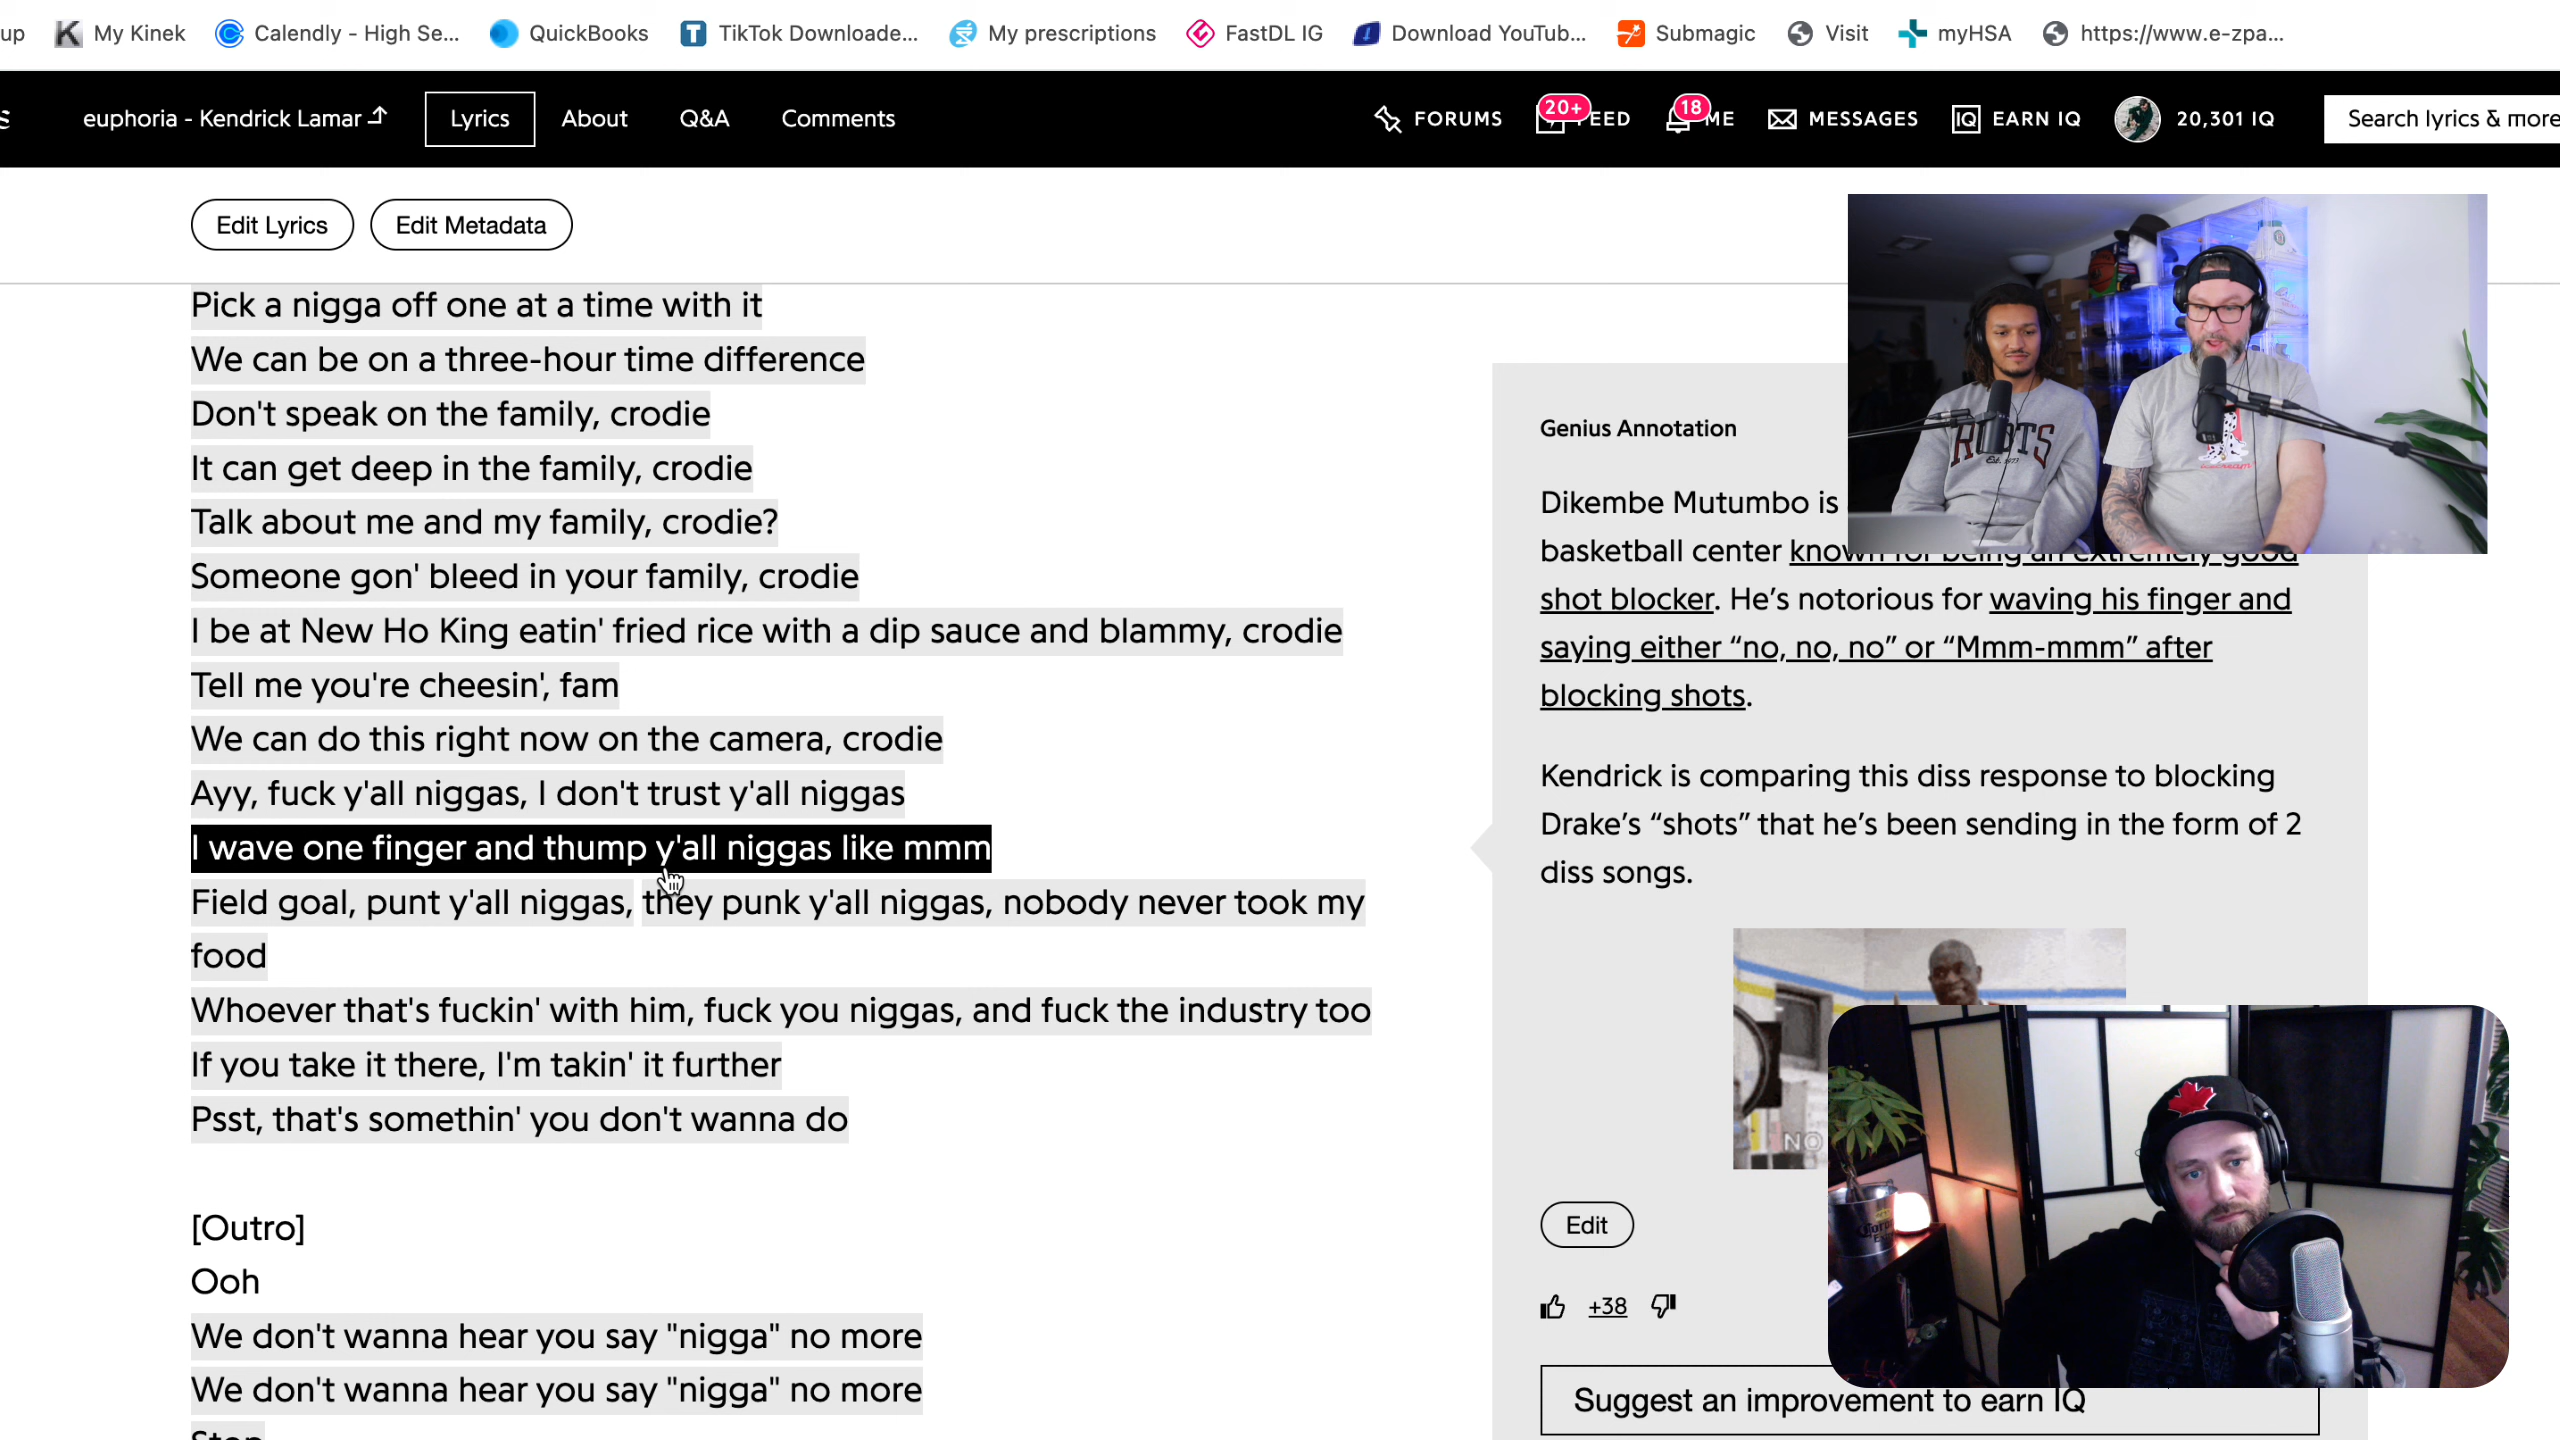 up My Kinek Calendly - High Se... QuickBooks TikTok Downloade... My prescriptions FastDL IG Download YouTub... Submagic Visit myHSA https://www.e-zpa...
s euphoria - Kendrick Lamar Lyrics About Q&A Comments FORUMS 20+ FEED 18 ME MESSAGES IQ EARN IQ 20,301 IQ Search lyrics & more
Edit Lyrics Edit Metadata
Pick a nigga off one at a time with it
We can be on a three-hour time difference
Don't speak on the family, crodie
It can get deep in the family, crodie
Talk about me and my family, crodie?
Someone gon' bleed in your family, crodie
I be at New Ho King eatin' fried rice with a dip sauce and blammy, crodie
Tell me you're cheesin', fam
We can do this right now on the camera, crodie
Ayy, fuck y'all niggas, I don't trust y'all niggas
I wave one finger and thump y'all niggas like mmm
Field goal, punt y'all niggas, they punk y'all niggas, nobody never took my
food
Whoever that's fuckin' with him, fuck you niggas, and fuck the industry too
If you take it there, I'm takin' it further
Psst, that's somethin' you don't wanna do
[Outro]
Ooh
We don't wanna hear you say "nigga" no more
We don't wanna hear you say "nigga" no more
Stop
Genius Annotation
Dikembe Mutumbo is
basketball center known for being an extremely good
shot blocker. He's notorious for waving his finger and
saying either “no, no, no” or “Mmm-mmm” after
blocking shots.
Kendrick is comparing this diss response to blocking
Drake's “shots” that he's been sending in the form of 2
diss songs.
NO
Edit
+38
Suggest an improvement to earn IQ